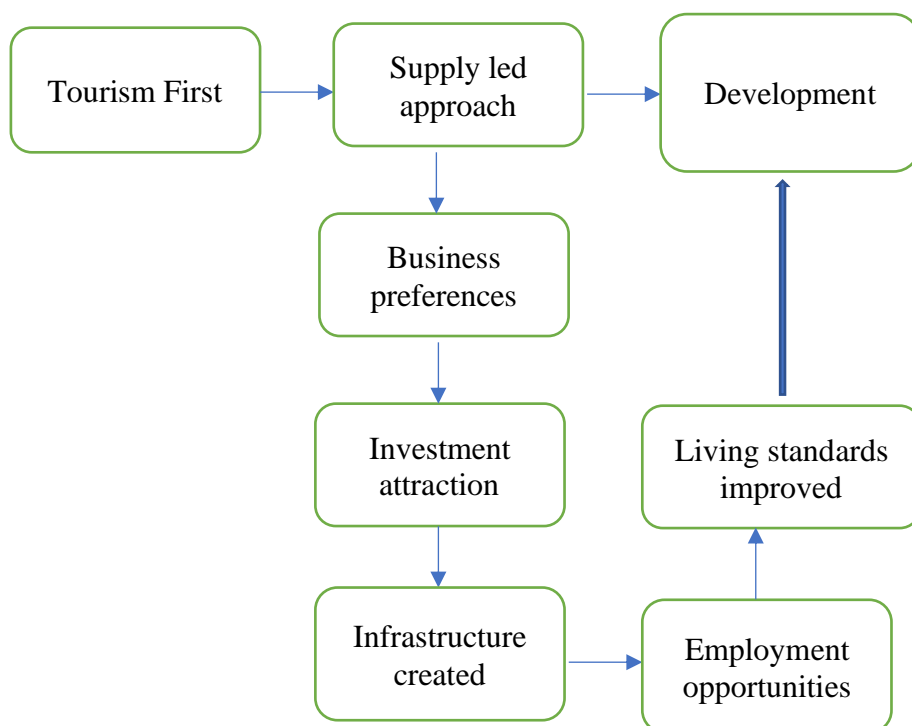 Tourism First
Supply led
approach
Development
Business
preferences
Investment
attraction
Living standards
improved
Infrastructure
created
Employment
opportunities